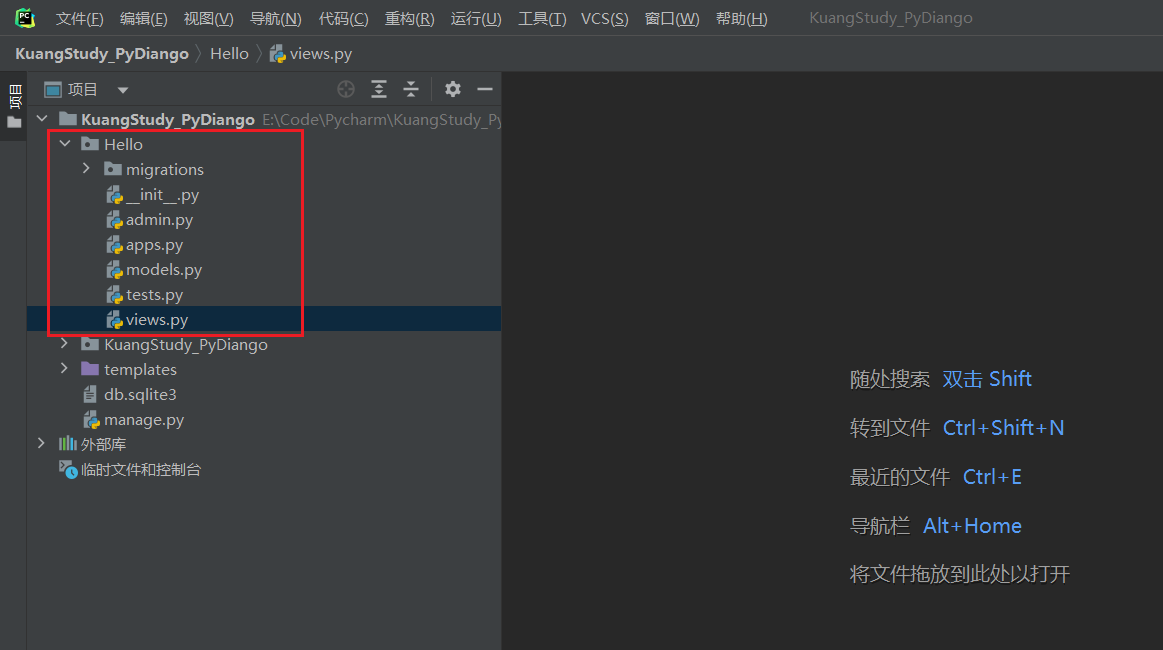 PC 文件(F) 编辑(E) 视图(V) 导航(N) 代码(C) 重构(R) 运行(U) 工具(T) VCS(S) 窗口(W) 帮助(H) KuangStudy_PyDiango
KuangStudy_PyDiango Hello views.py
项目
项目
KuangStudy_PyDiango E:\Code\Pycharm\KuangStudy_Py
Hello
migrations
__init__.py
admin.py
apps.py
models.py
tests.py
views.py
KuangStudy_PyDiango
templates
db.sqlite3
manage.py
外部库
临时文件和控制台
随处搜索 双击 Shift
转到文件 Ctrl+Shift+N
最近的文件 Ctrl+E
导航栏 Alt+Home
将文件拖放到此处以打开